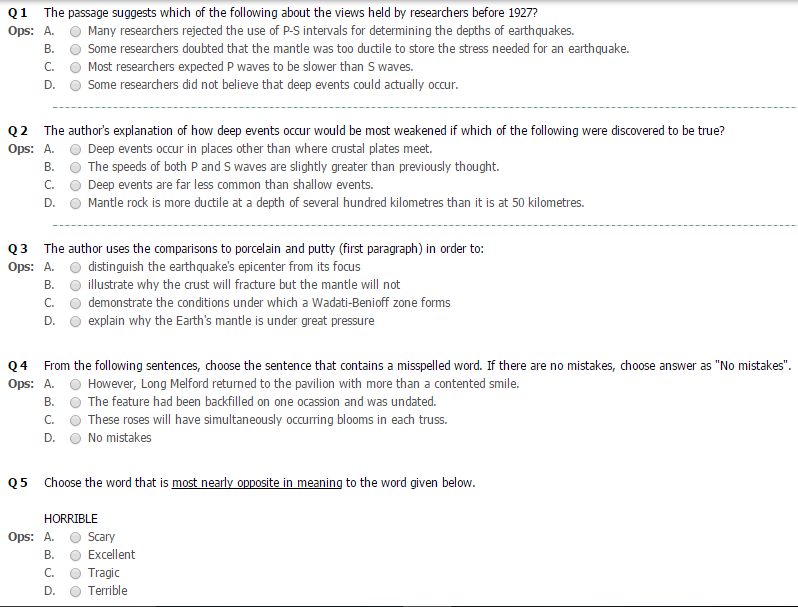 Q 1 The passage suggests which of the following about the views held by researchers before 1927?
Ops: A. Many researchers rejected the use of P-S intervals for determining the depths of earthquakes.
B. Some researchers doubted that the mantle was too ductile to store the stress needed for an earthquake.
C. Most researchers expected P waves to be slower than S waves.
D. Some researchers did not believe that deep events could actually occur.
Q 2 The author's explanation of how deep events occur would be most weakened if which of the following were discovered to be true?
Ops: A. Deep events occur in places other than where crustal plates meet.
B. The speeds of both P and S waves are slightly greater than previously thought.
C. Deep events are far less common than shallow events.
D. Mantle rock is more ductile at a depth of several hundred kilometres than it is at 50 kilometres.
Q 3 The author uses the comparisons to porcelain and putty (first paragraph) in order to:
Ops: A. distinguish the earthquake's epicenter from its focus
B. illustrate why the crust will fracture but the mantle will not
C. demonstrate the conditions under which a Wadati-Benioff zone forms
D. explain why the Earth's mantle is under great pressure
Q 4 From the following sentences, choose the sentence that contains a misspelled word. If there are no mistakes, choose answer as "No mistakes".
Ops: A. However, Long Melford returned to the pavilion with more than a contented smile.
B. The feature had been backfilled on one ocassion and was undated.
C. These roses will have simultaneously occurring blooms in each truss.
D. No mistakes
Q 5 Choose the word that is most nearly opposite in meaning to the word given below.
HORRIBLE
Ops: A. Scary
B. Excellent
C. Tragic
D. Terrible